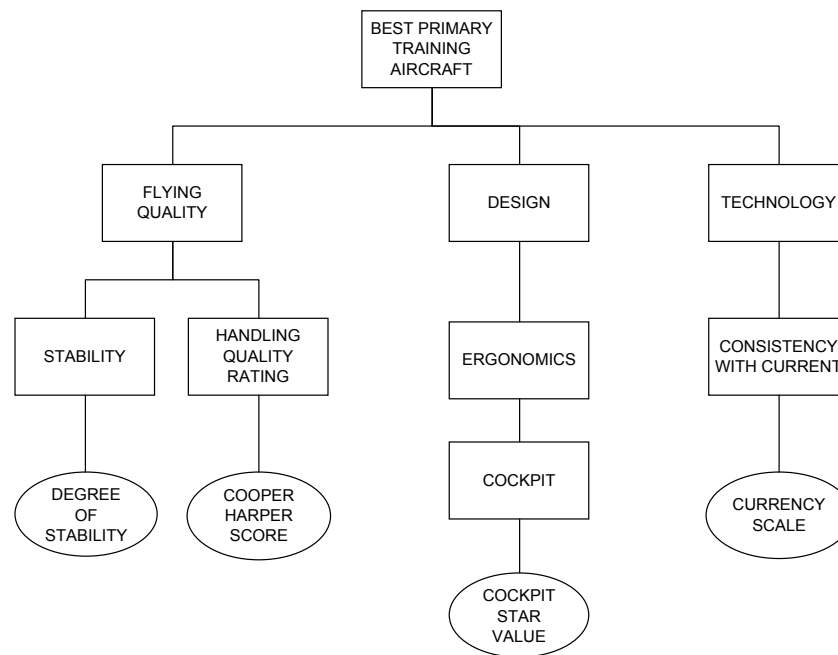 BEST PRIMARY
TRAINING
AIRCRAFT
FLYING
QUALITY
DESIGN
TECHNOLOGY
STABILITY
HANDLING
QUALITY
RATING
ERGONOMICS
CONSISTENCY
WITH CURRENT
COCKPIT
DEGREE
OF
STABILITY
COOPER
HARPER
SCORE
CURRENCY
SCALE
COCKPIT
STAR
VALUE